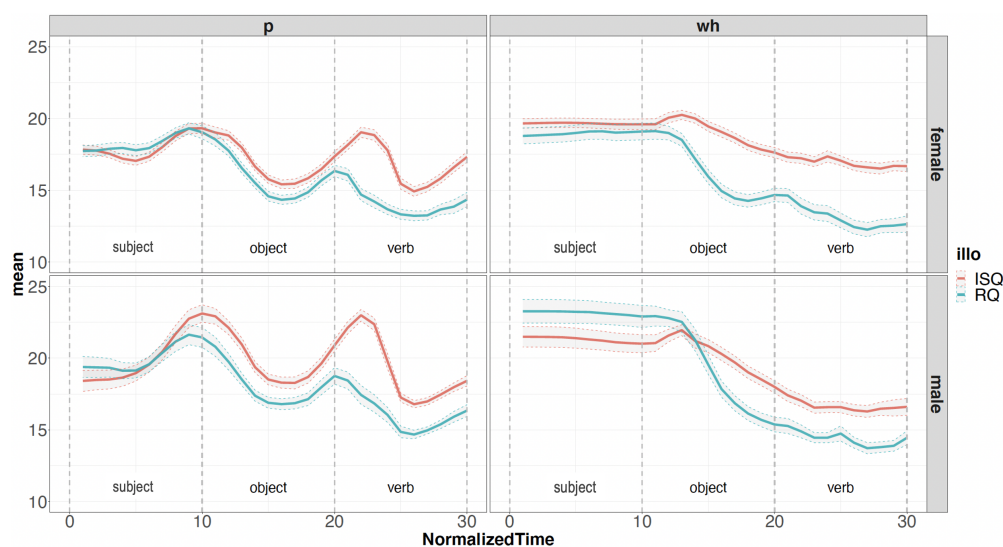 p wh
25
20
15
10
subject object verb
subject object verb
female
mean
illo
ISQ
RQ
25
20
15
10
subject object verb
subject object verb
male
0 10 20 30 0 10 20 30
NormalizedTime